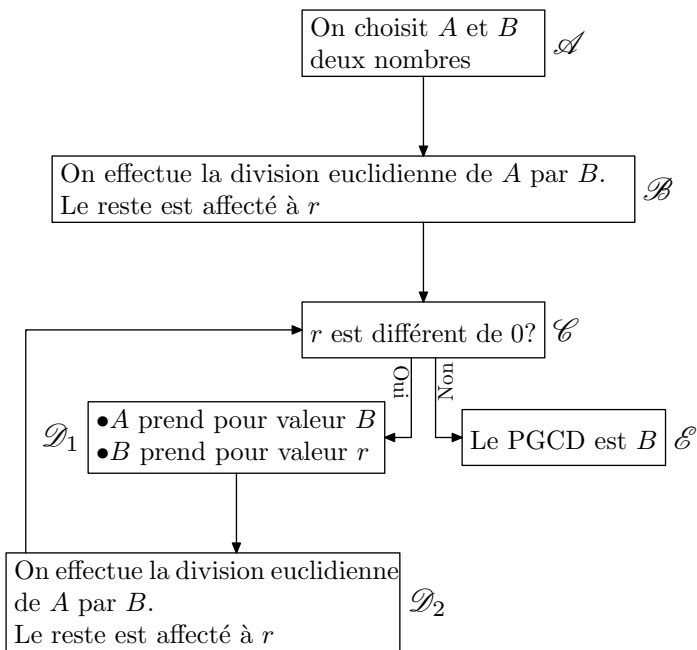 On choisit A et B
deux nombres
𝒜
On effectue la division euclidienne de A par B.
Le reste est affecté à r
ℬ
r est différent de 0?
𝒞
Oui
Non
●A prend pour valeur B
●B prend pour valeur r
𝒟₁
Le PGCD est B
ℰ
On effectue la division euclidienne
de A par B.
Le reste est affecté à r
𝒟₂